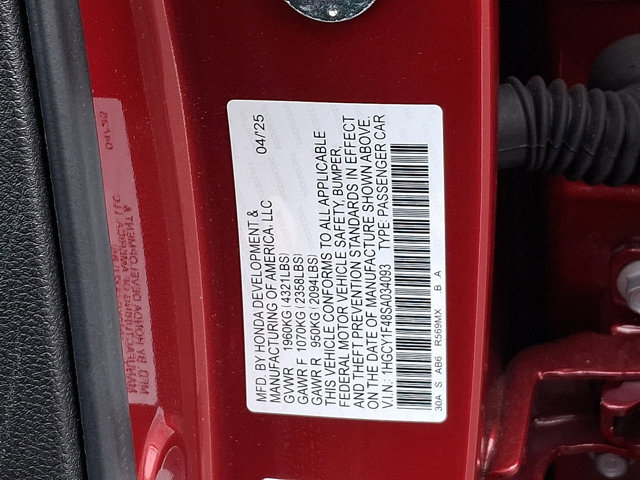 MFD. BY HONDA DEVELOPMENT & 04/'25
MANUFACTURING OF AMERICA, LLC
GVWR 1960KG(4321LBS)
GAWR F 1070KG(2358LBS)
GAWR R 950KG(2094LBS)
THIS VEHICLE CONFORMS TO ALL APPLICABLE
FEDERAL MOTOR VEHICLE SAFETY, BUMPER,
AND THEFT PREVENTION STANDARDS IN EFFECT
ON THE DATE OF MANUFACTURE SHOWN ABOVE.
V.I.N.: 1HGCY1F48SA034093 TYPE PASSENGER CAR
30A S AB6 R569MX B A